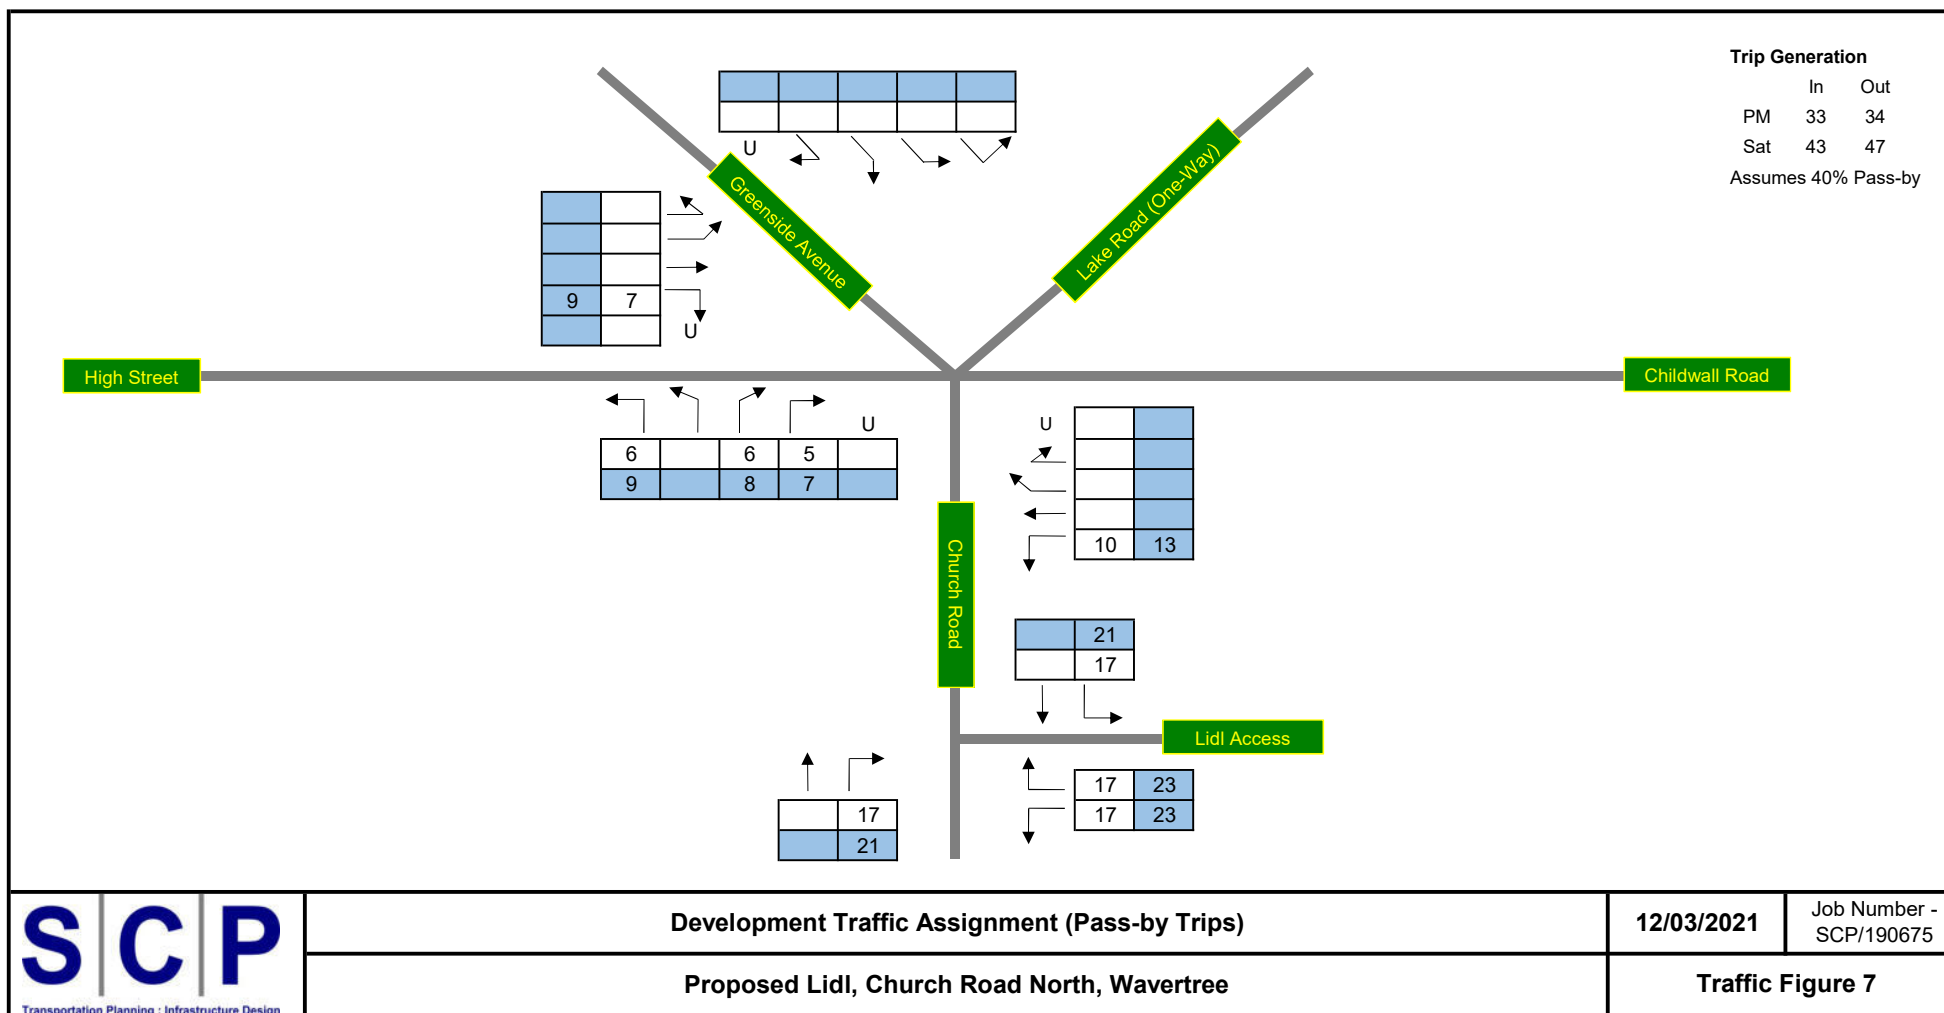 Trip Generation
In Out
PM 33 34
Sat 43 47
Assumes 40% Pass-by
U
Greenside Avenue
Lake Road (One-Way)
9 7
U
High Street
Childwall Road
U
6 6 5
9 8 7
U
10 13
Church Road
21
17
Lidl Access
17 23
17 23
17
21
S C P
Transportation Planning : Infrastructure Design
Development Traffic Assignment (Pass-by Trips)
12/03/2021
Job Number -
SCP/190675
Proposed Lidl, Church Road North, Wavertree
Traffic Figure 7